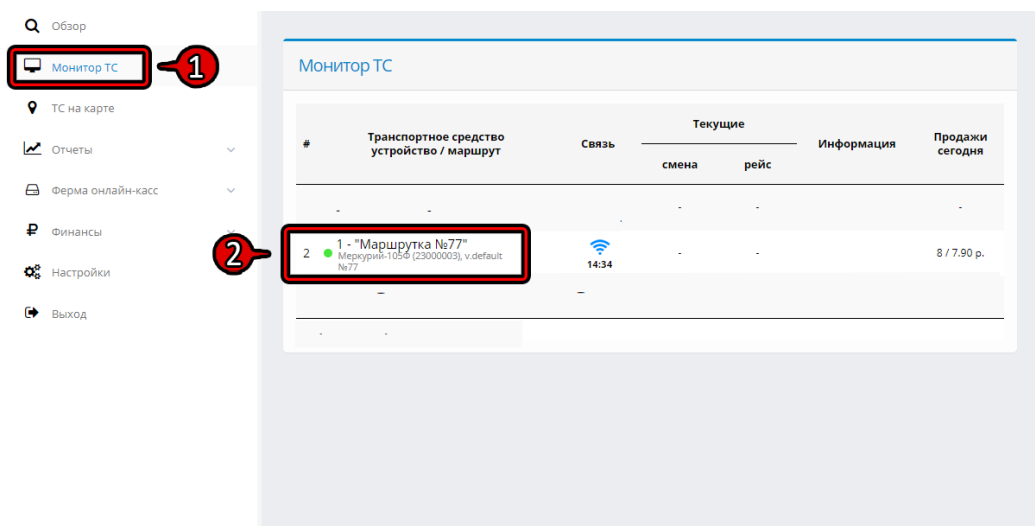 Обзор
Монитор ТС
1
ТС на карте
Отчеты
Ферма онлайн-касс
Финансы
Настройки
Выход
Монитор ТС
#
Транспортное средство
устройство / маршрут
Связь
Текущие
смена
рейс
Информация
Продажи
сегодня
- - - - -
2
2
1 - "Маршрутка №77"
Меркурий-105Ф (23000003), v.default
№77
14:34
-
-
8 / 7.90 р.